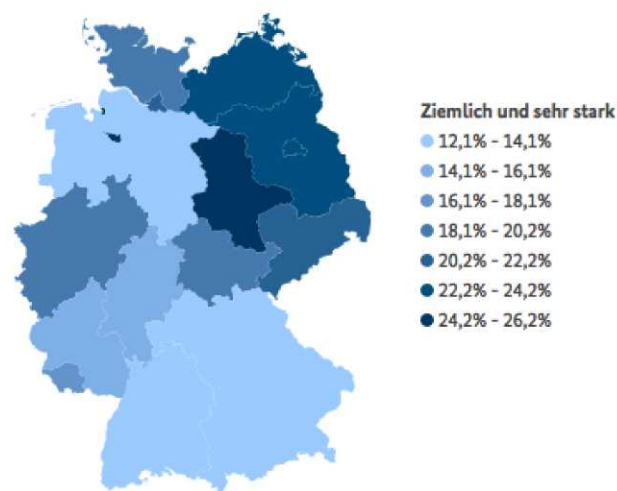 Ziemlich und sehr stark
12,1% - 14,1%
14,1% - 16,1%
16,1% - 18,1%
18,1% - 20,2%
20,2% - 22,2%
22,2% - 24,2%
24,2% - 26,2%